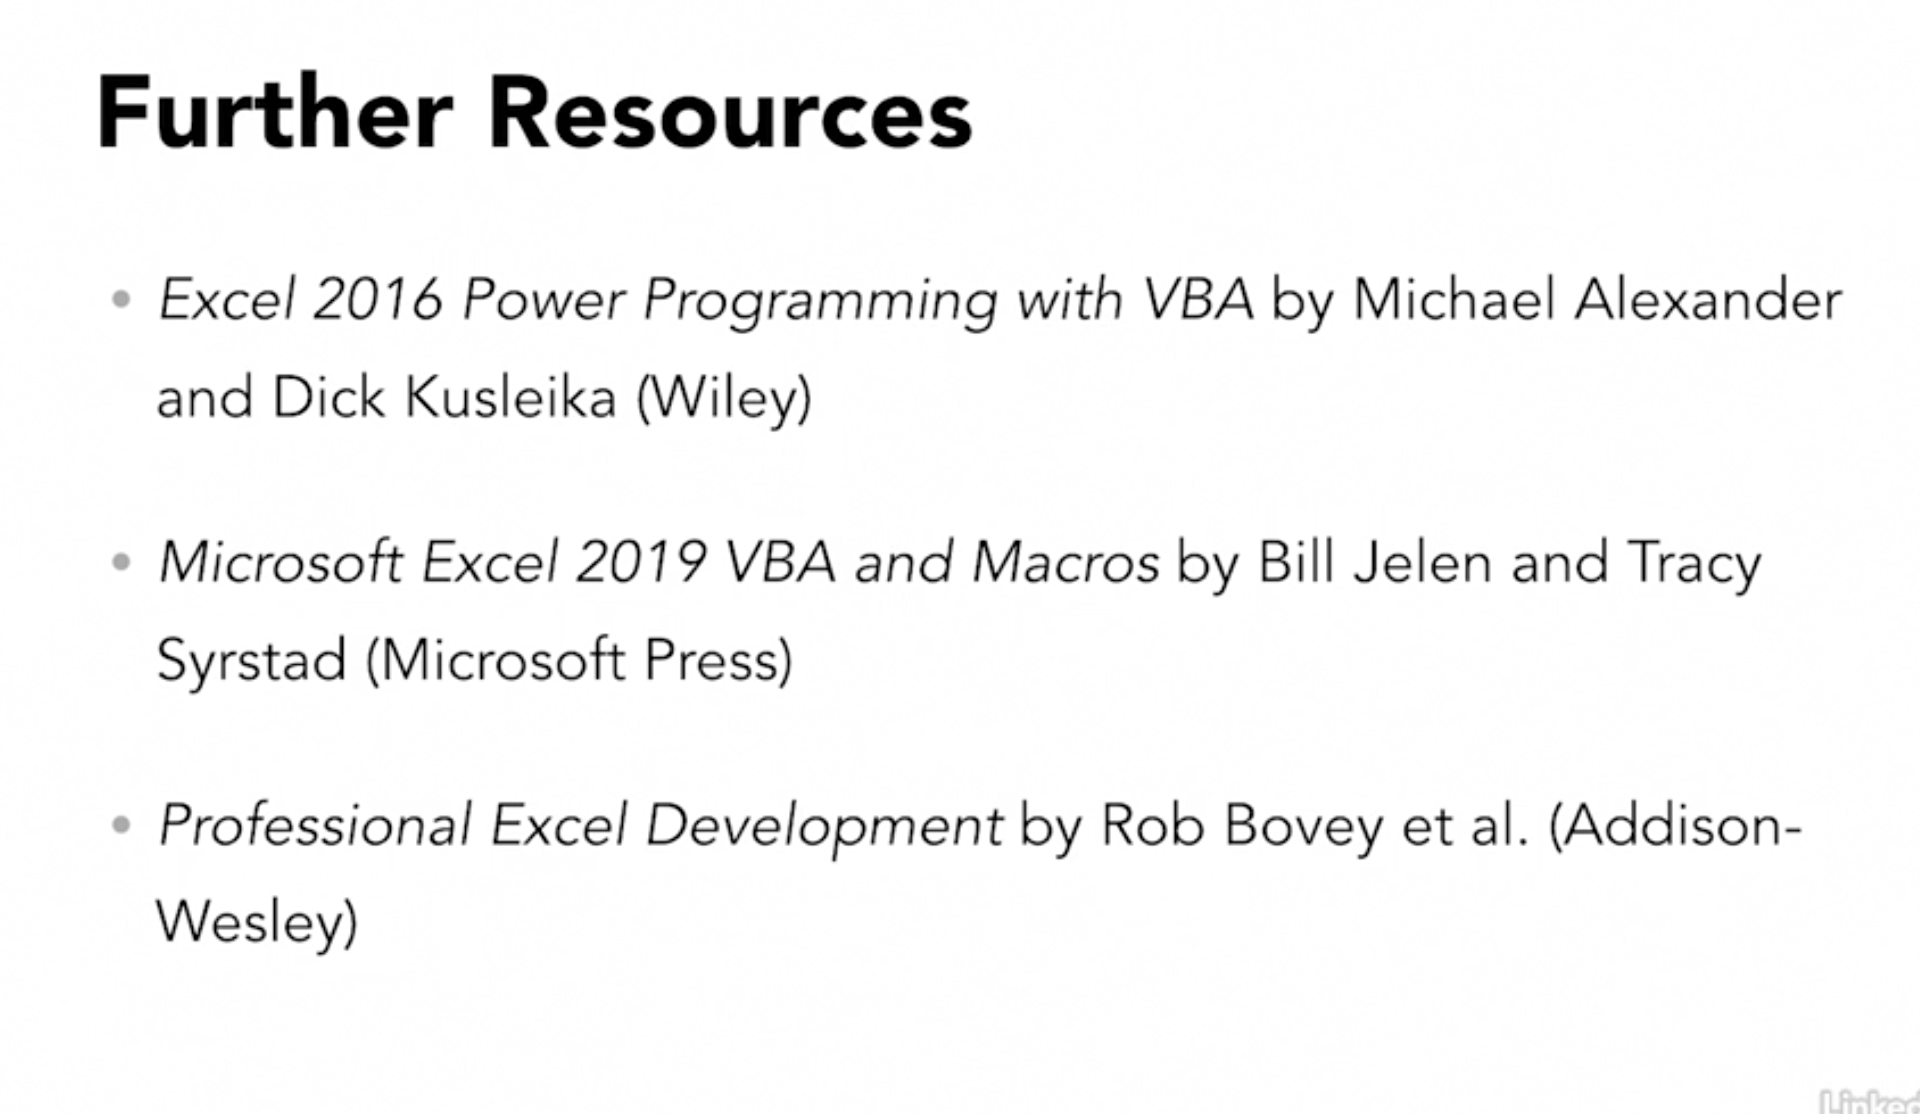 Further Resources
• Excel 2016 Power Programming with VBA by Michael Alexander
and Dick Kusleika (Wiley)
• Microsoft Excel 2019 VBA and Macros by Bill Jelen and Tracy
Syrstad (Microsoft Press)
• Professional Excel Development by Rob Bovey et al. (Addison-
Wesley)
Linked